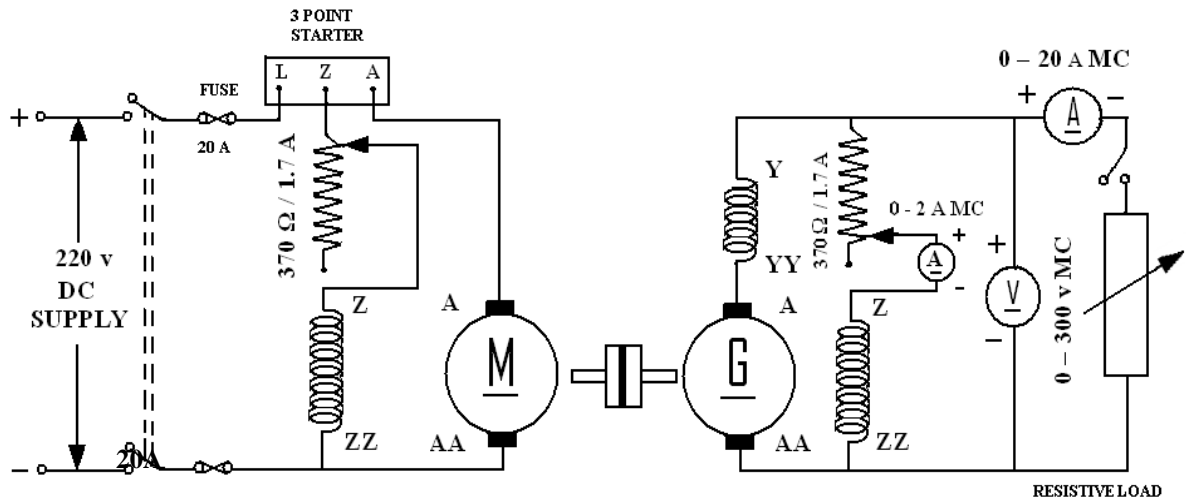 3 POINT
STARTER
L Z A
FUSE
20 A
+
370 Ω / 1.7 A
220 v
DC
SUPPLY
Z
A
M
ZZ
AA
–
20A
0 – 20 A MC
+ A –
Y
370 Ω / 1.7 A
0 - 2 A MC
YY
+
A
–
A
Z
+
V
–
0 – 300 v MC
G
AA
ZZ
RESISTIVE LOAD